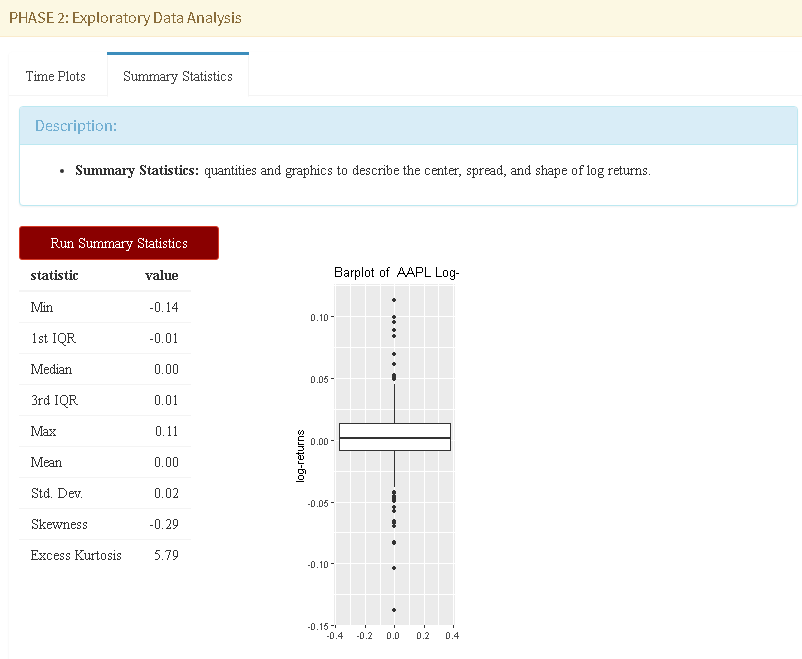 PHASE 2: Exploratory Data Analysis
Time Plots
Summary Statistics
Description:
• Summary Statistics: quantities and graphics to describe the center, spread, and shape of log returns.
Run Summary Statistics
statistic value
Min -0.14
1st IQR -0.01
Median 0.00
3rd IQR 0.01
Max 0.11
Mean 0.00
Std. Dev. 0.02
Skewness -0.29
Excess Kurtosis 5.79
Barplot of AAPL Log-
log-returns
0.10
0.05
0.00
-0.05
-0.10
-0.15
-0.4 -0.2 0.0 0.2 0.4